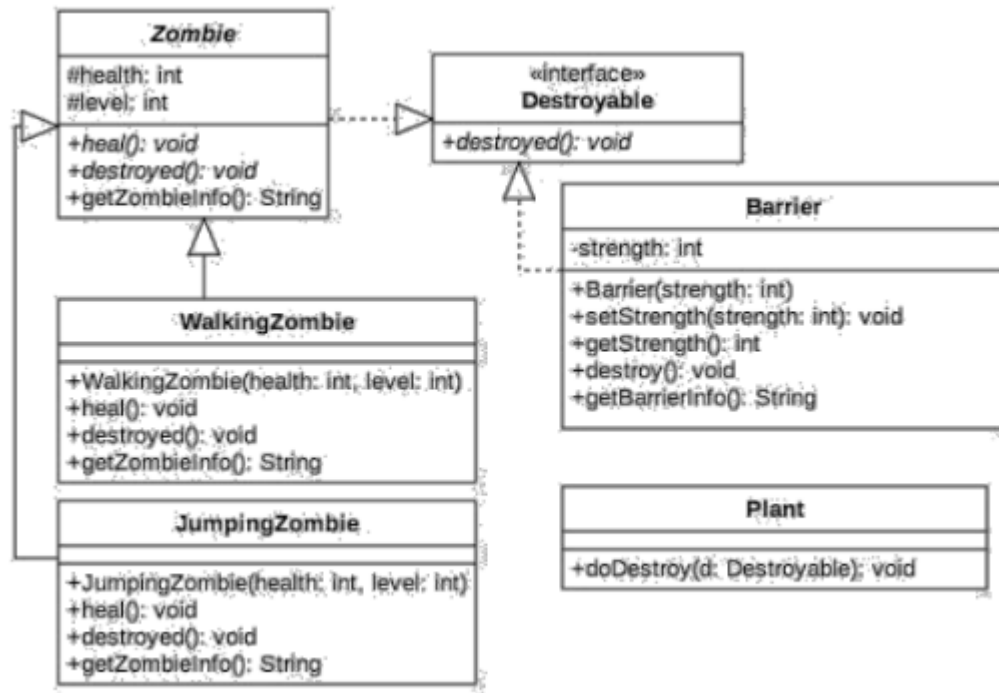 Zombie
#health: int
#level: int
+heal(): void
+destroyed(): void
+getZombieInfo(): String
«interface»
Destroyable
+destroyed(): void
Barrier
-strength: int
+Barrier(strength: int)
+setStrength(strength: int): void
+getStrength(): int
+destroy(): void
+getBarrierInfo(): String
WalkingZombie
+WalkingZombie(health: int, level: int)
+heal(): void
+destroyed(): void
+getZombieInfo(): String
JumpingZombie
+JumpingZombie(health: int, level: int)
+heal(): void
+destroyed(): void
+getZombieInfo(): String
Plant
+doDestroy(d: Destroyable): void